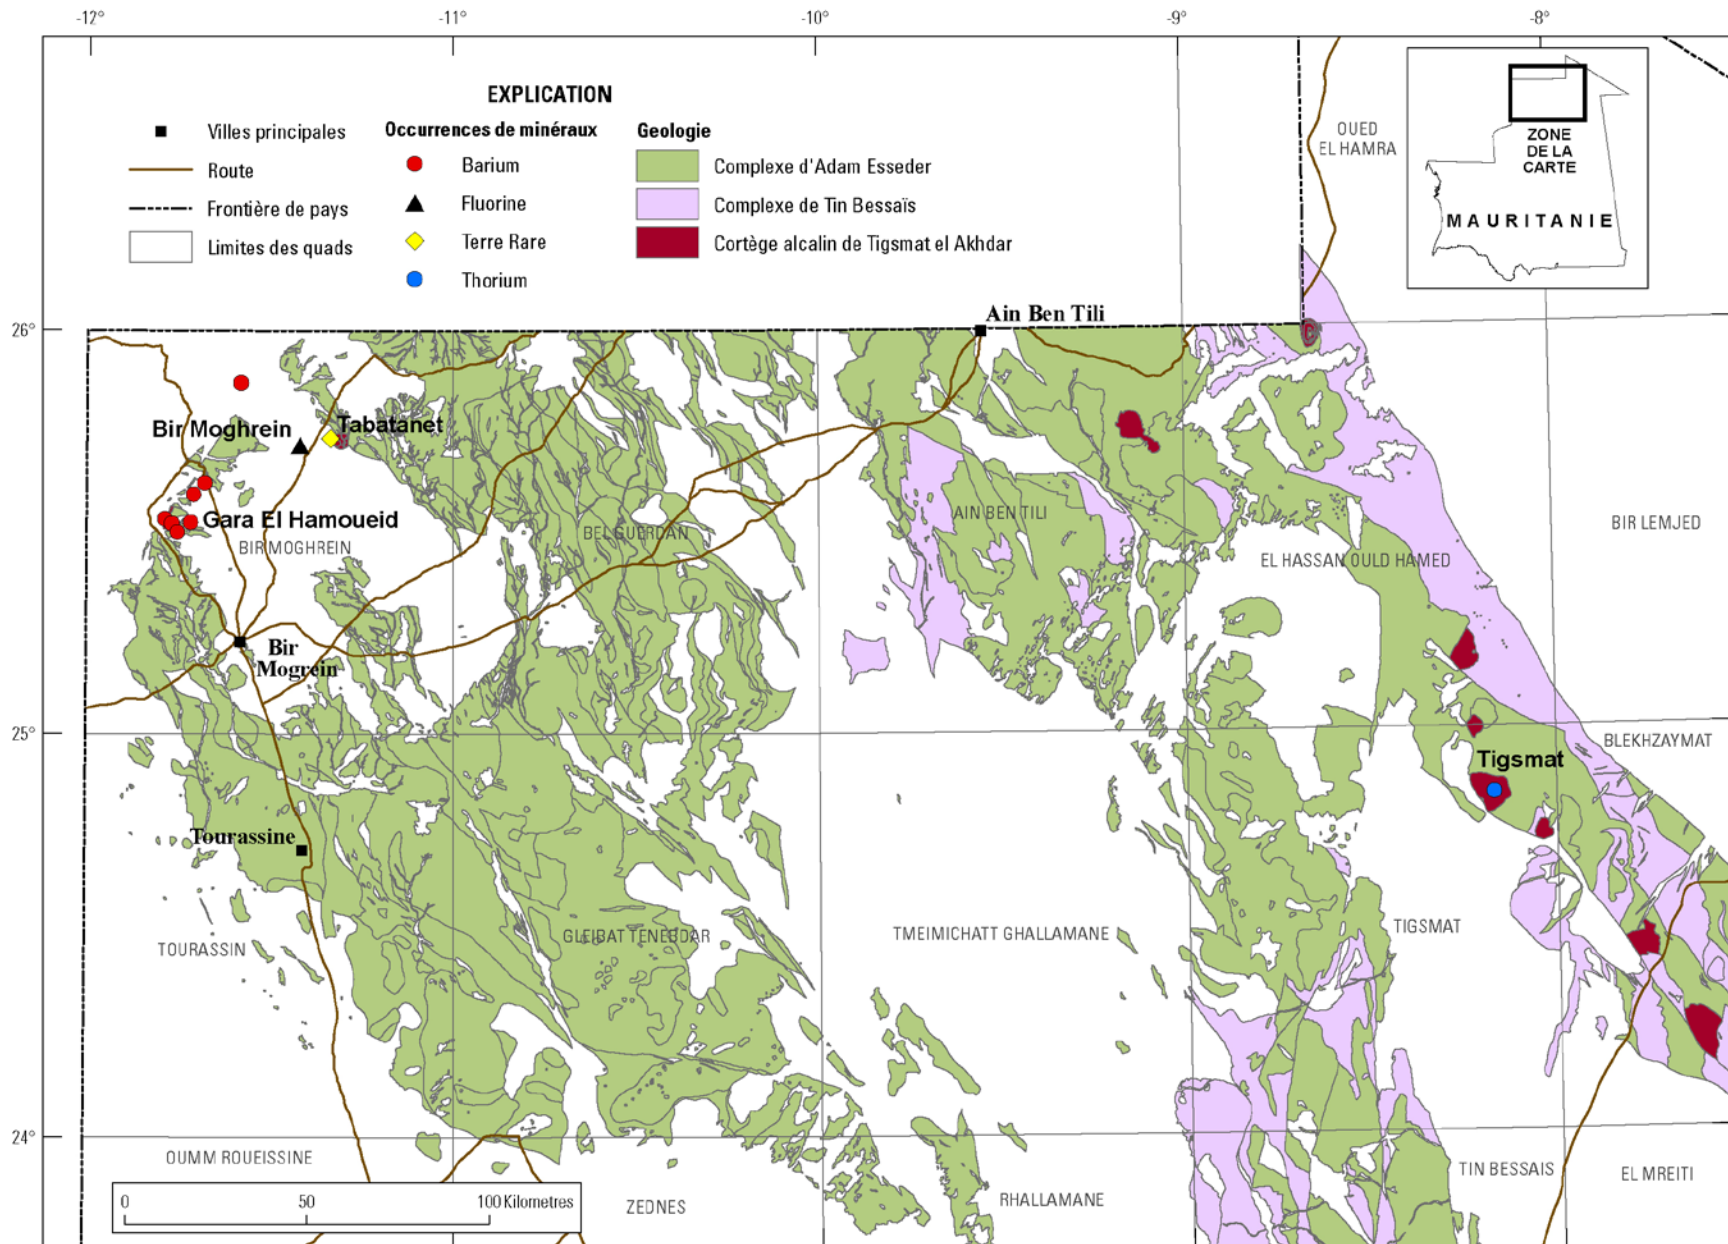 -12°
-11°
-10°
-9°
-8°
EXPLICATION
Villes principales
Route
Frontière de pays
Limites des quads
Occurrences de minéraux
Barium
Fluorine
Terre Rare
Thorium
Geologie
Complexe d'Adam Esseder
Complexe de Tin Bessaïs
Cortège alcalin de Tigsmat el Akhdar
OUED
EL HAMRA
ZONE
DE LA
CARTE
MAURITANIE
26°
Ain Ben Tili
Bir Moghrein
Tabatanet
Gara El Hamoueid
BIR MOGHREIN
BEL GUERDAN
AIN BEN TILI
EL HASSAN OULD HAMED
BIR LEMJED
Bir
Mogrein
25°
BLEKHZAYMAT
Tigsmat
Tourassine
TOURASSIN
GLEIBAT TENEBDAR
TMEIMICHATT GHALLAMANE
TIGSMAT
24°
OUMM ROUEISSINE
ZEDNES
RHALLAMANE
TIN BESSAIS
EL MREITI
0
50
100 Kilometres